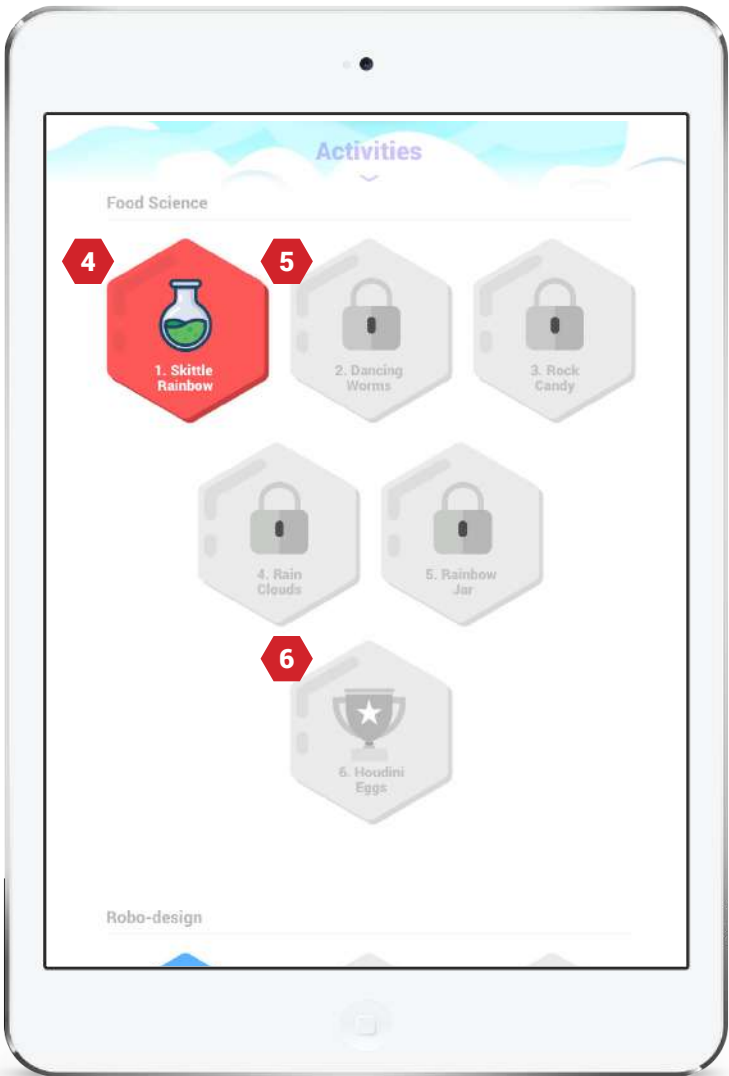 Activities
Food Science
4
5
1. Skittle
Rainbow
2. Dancing
Worms
3. Rock
Candy
4. Rain
Clouds
5. Rainbow
Jar
6
6. Houdini
Eggs
Robo-design